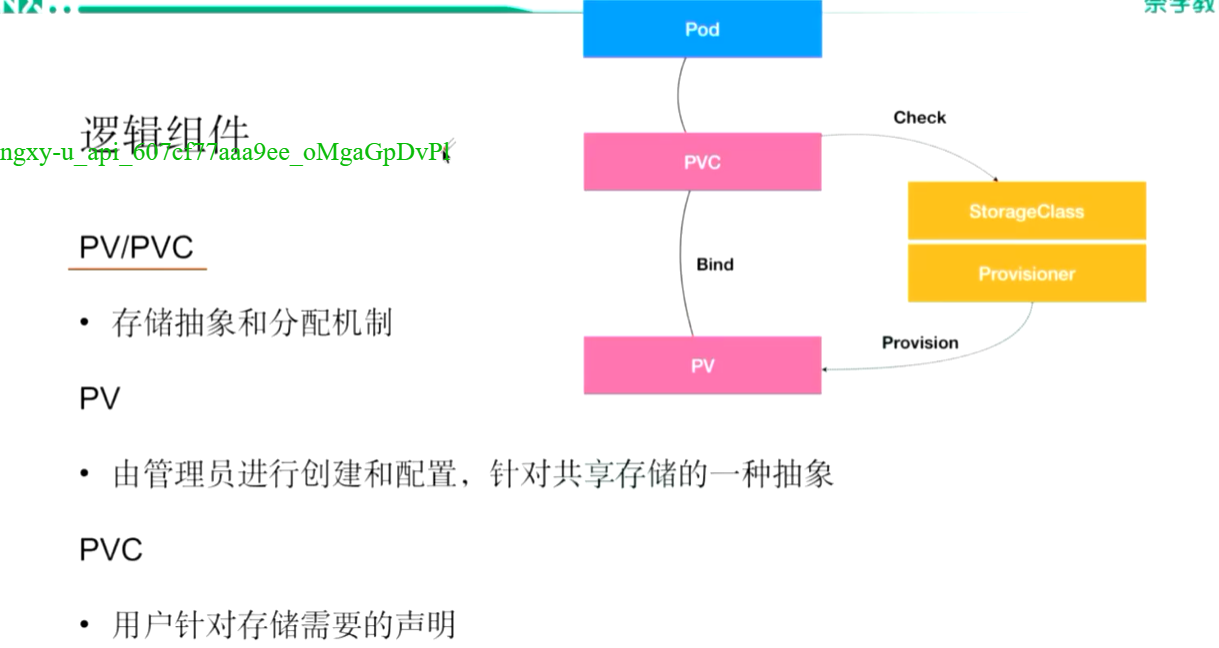 Pod
逻辑组件
Check
ngxy-u_api_607cf77aaa9ee_oMgaGpDvPl
PVC
StorageClass
PV/PVC
Bind
Provisioner
存储抽象和分配机制
Provision
PV
PV
• 由管理员进行创建和配置，针对共享存储的一种抽象
PVC
• 用户针对存储需要的声明